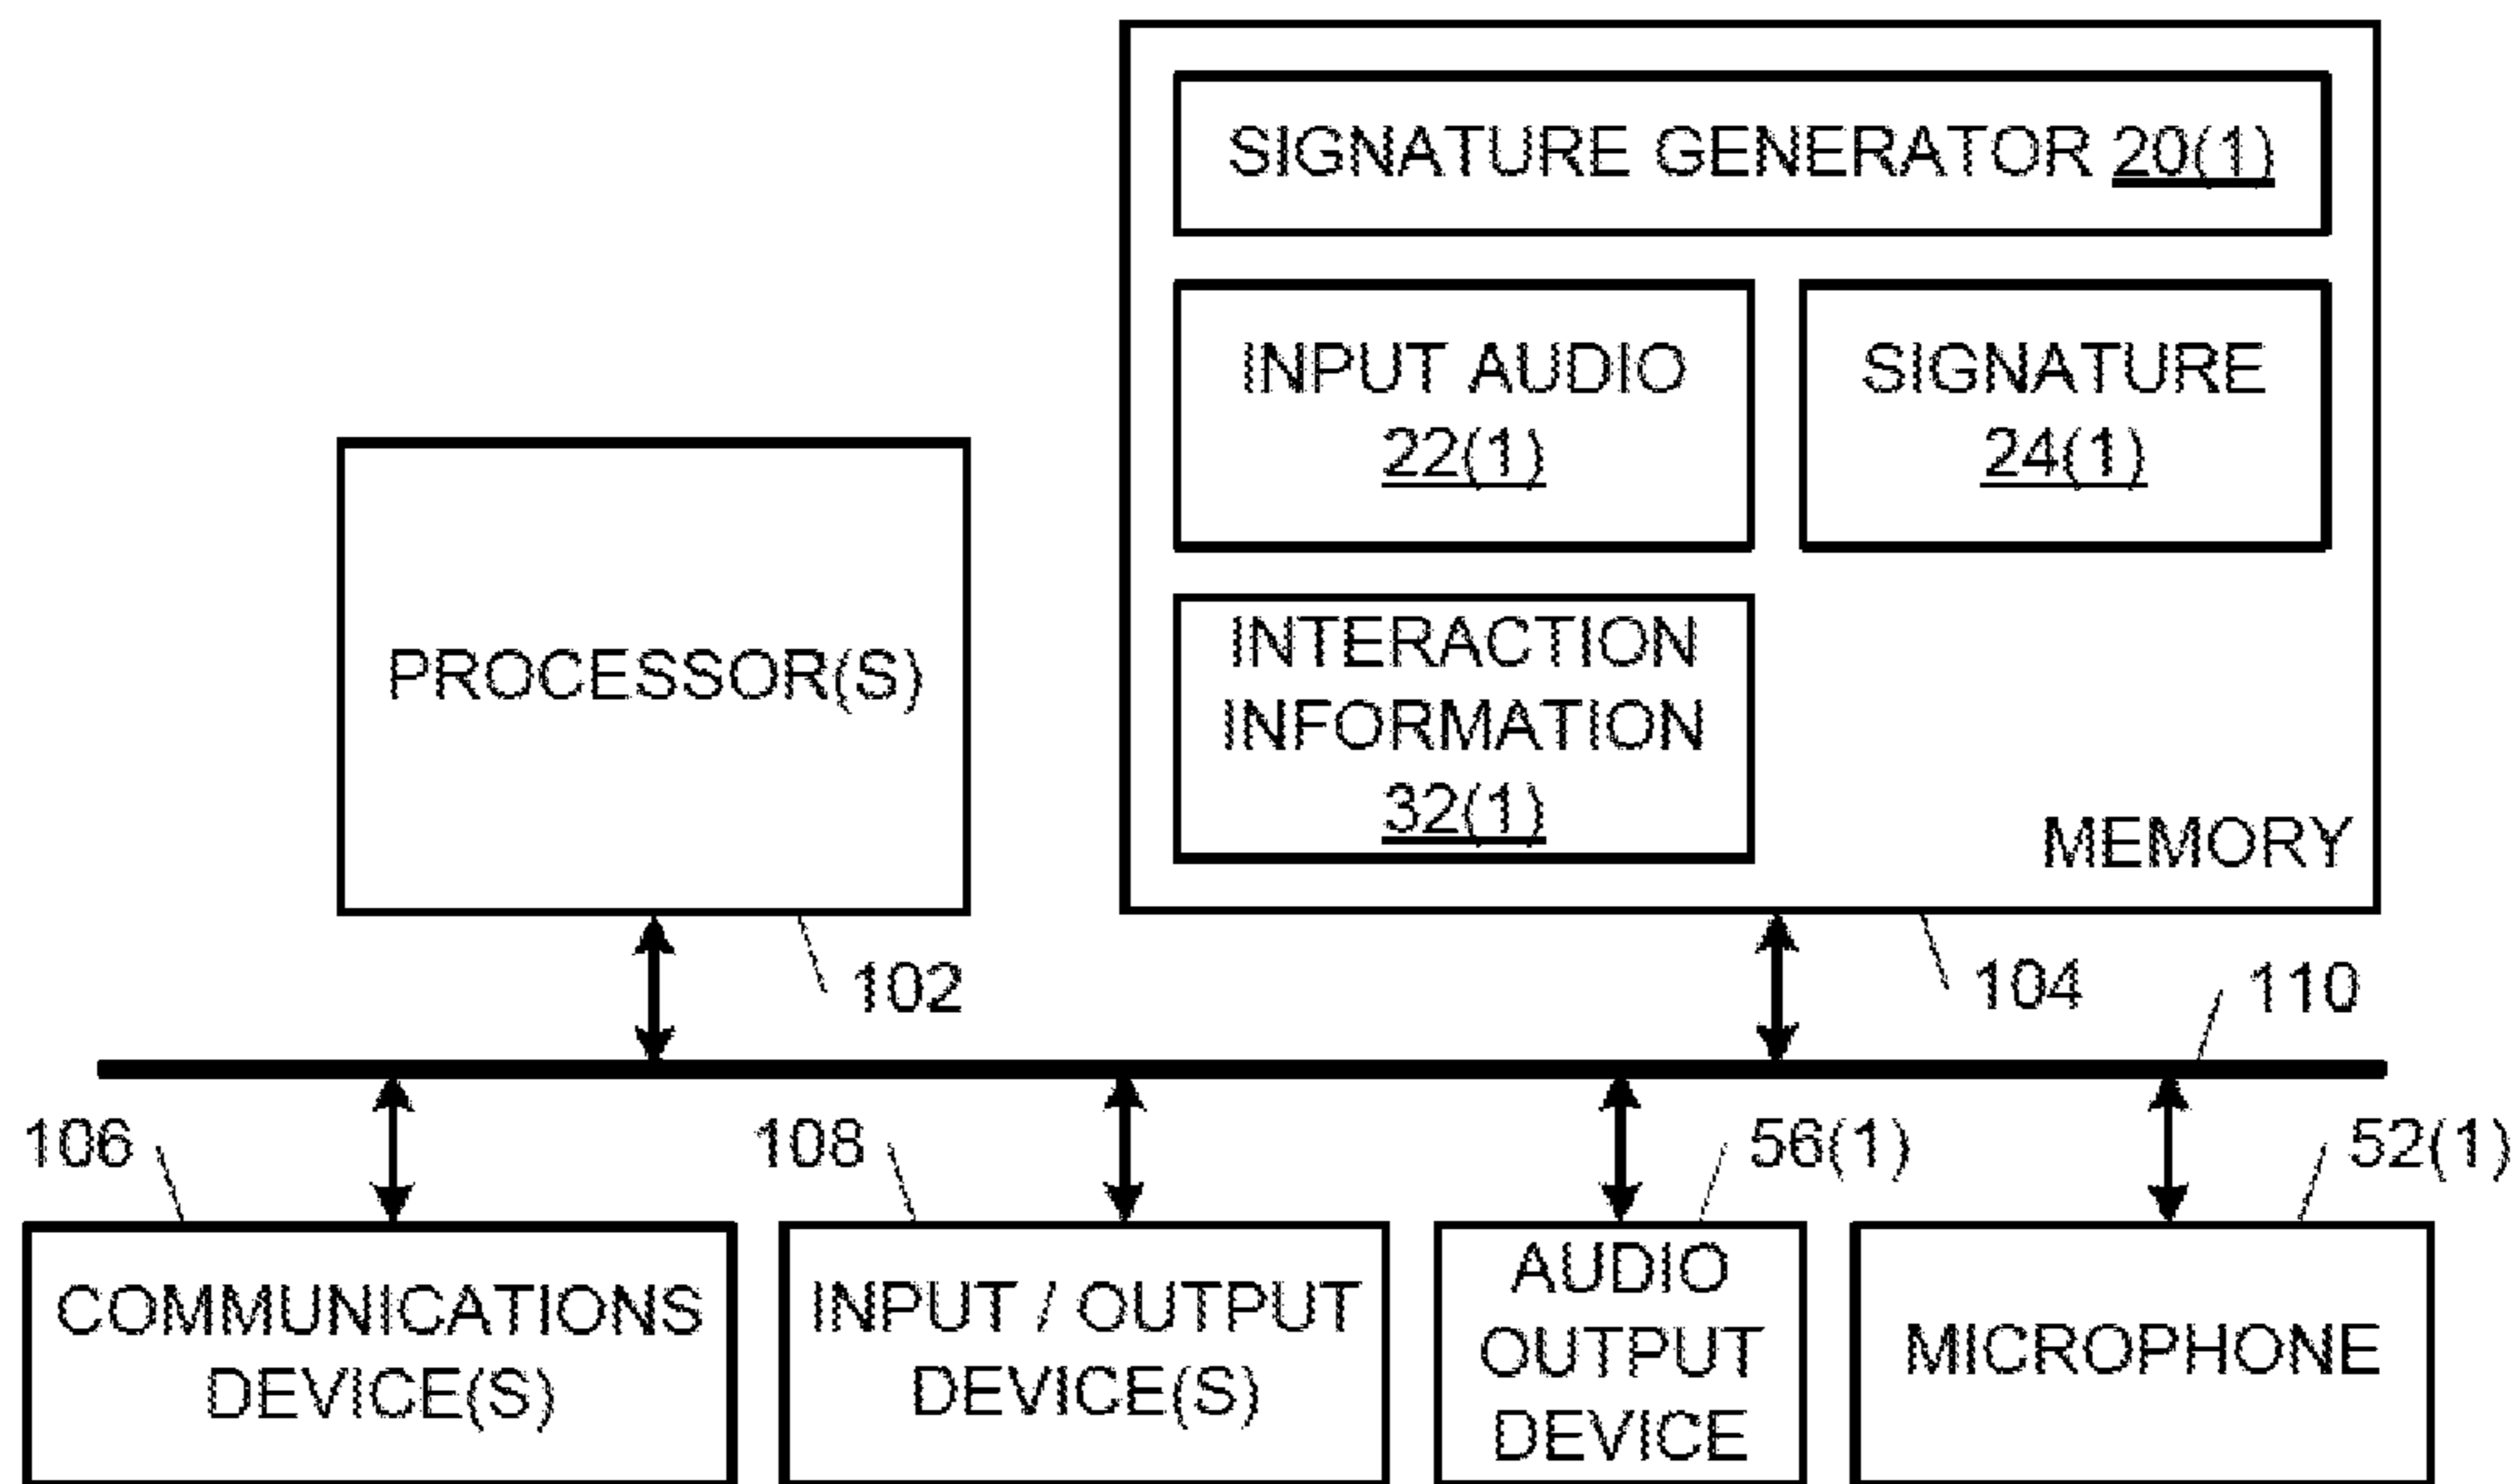 SIGNATURE GENERATOR 20(1)
INPUT AUDIO
22(1)
SIGNATURE
24(1)
INTERACTION
INFORMATION
32(1)
MEMORY
PROCESSOR(S)
102
104
110
106
108
56(1)
52(1)
COMMUNICATIONS
DEVICE(S)
INPUT / OUTPUT
DEVICE(S)
AUDIO
OUTPUT
DEVICE
MICROPHONE